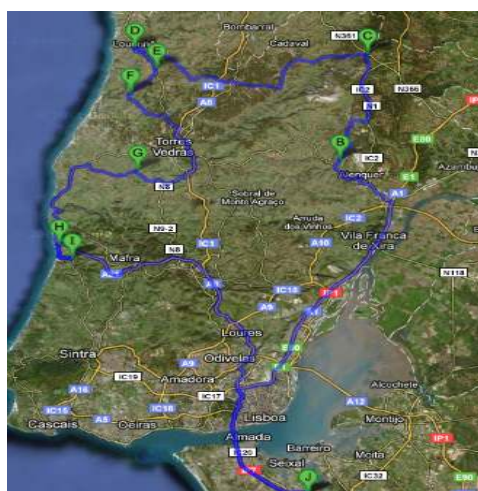 D
Bombarral
C
N361
E
Cadaval
F
IC1
A8
IC2
N366
N1
Torres
Vedras
B
IC2
E80
IP1
G
Alenquer
E1
N8
A1
Sobral de
Monte Agraço
IC2
H
I
N9-2
Arruda
dos Vinhos
Vila Franca
de Xira
Mafra
N8
IC1
A10
N118
A9
IC18
IP1
A1
Loures
Sintra
A9
Odivelas
E80
IC19
Amadora
A16
IC17
Alcochete
IC15
IC16
Lisboa
A12
Cascais
A5
Oeiras
Montijo
Almada
IP1
Barreiro
IC20
Moita
Seixal
J
IC32
E90